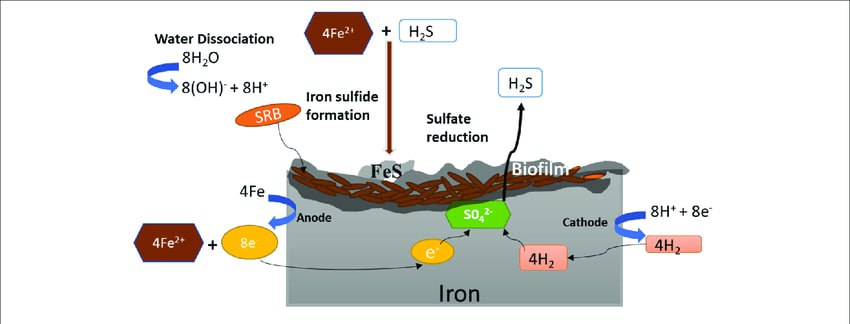 4Fe²⁺ + H₂S
Water Dissociation
8H₂O
8(OH)⁻ + 8H⁺
SRB
Iron sulfide
formation
Sulfate
reduction
H₂S
FeS
Biofilm
4Fe
Anode
SO₄²⁻
Cathode
8H⁺ + 8e⁻
4Fe²⁺ + 8e⁻
e⁻
4H₂
4H₂
Iron